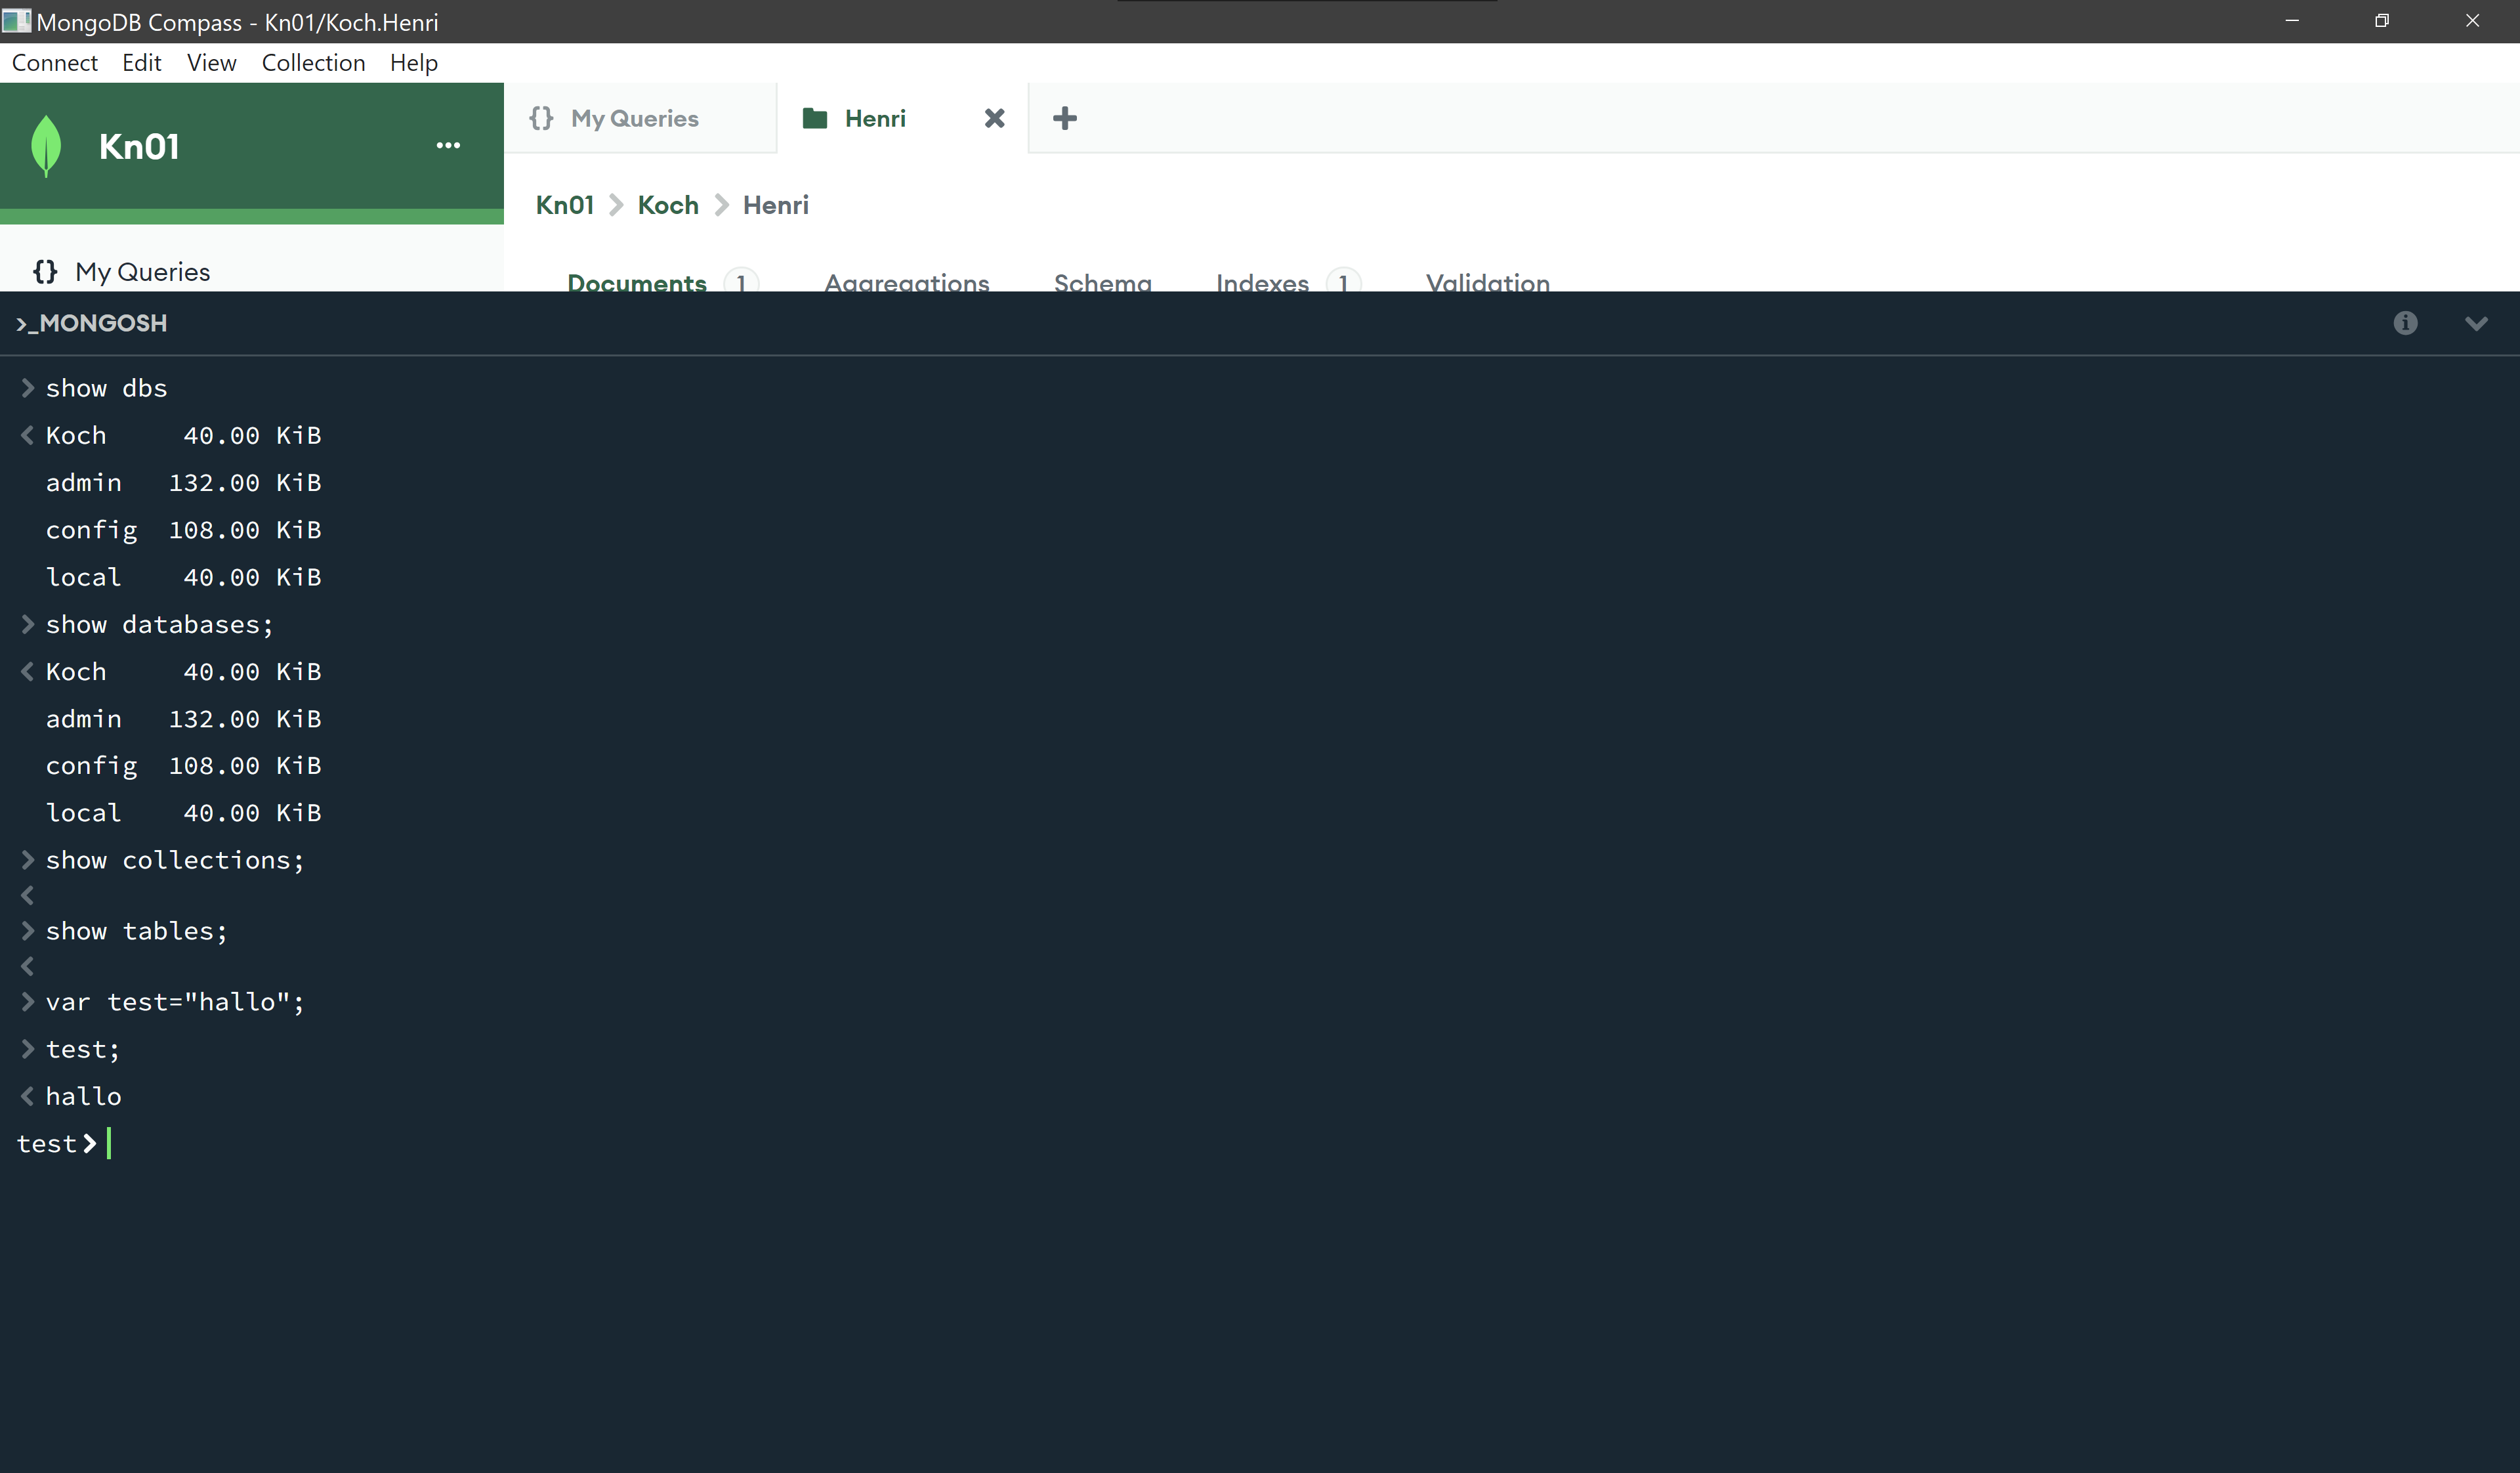 MongoDB Compass - Kn01/Koch.Henri
Connect Edit View Collection Help
Kn01 ...
{} My Queries Henri
Kn01 > Koch > Henri
{} My Queries
Documents 1 Aggregations Schema Indexes 1 Validation
>_MONGOSH
> show dbs
< Koch 40.00 KiB
admin 132.00 KiB
config 108.00 KiB
local 40.00 KiB
> show databases;
< Koch 40.00 KiB
admin 132.00 KiB
config 108.00 KiB
local 40.00 KiB
> show collections;
<
> show tables;
<
> var test="hallo";
> test;
< hallo
test>